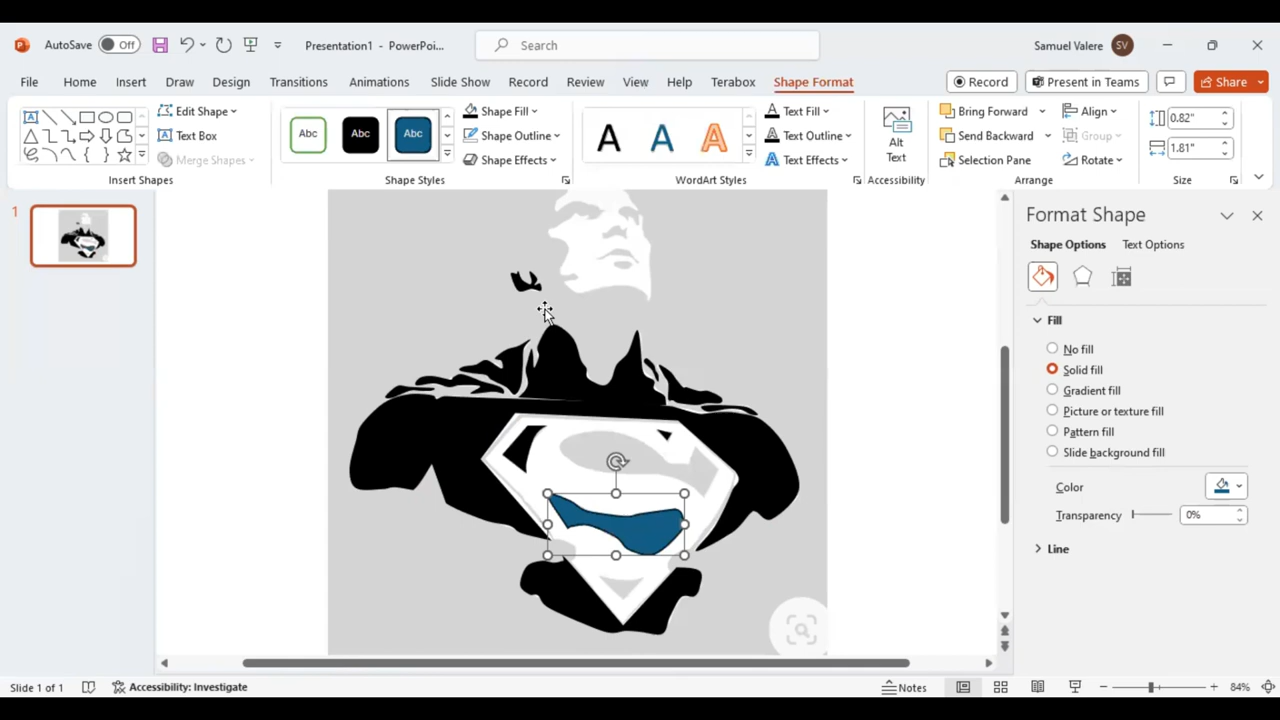 AutoSave Off Presentation1 - PowerPoi... Search Samuel Valere SV
File Home Insert Draw Design Transitions Animations Slide Show Record Review View Help Terabox Shape Format Record Present in Teams Share
Edit Shape
Text Box
Merge Shapes
Insert Shapes
Abc Abc Abc
Shape Fill
Shape Outline
Shape Effects
Shape Styles
A A A
Text Fill
Text Outline
Text Effects
WordArt Styles
Alt
Text
Accessibility
Bring Forward
Send Backward
Selection Pane
Align
Group
Rotate
Arrange
0.82"
1.81"
Size
1
Format Shape
Shape Options Text Options
Fill
No fill
Solid fill
Gradient fill
Picture or texture fill
Pattern fill
Slide background fill
Color
Transparency 0%
Line
Slide 1 of 1 Accessibility: Investigate Notes 84%